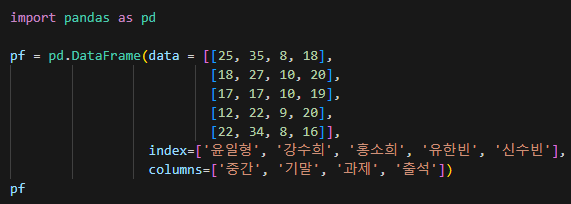 import pandas as pd
pf = pd.DataFrame(data = [[25, 35, 8, 18],
[18, 27, 10, 20],
[17, 17, 10, 19],
[12, 22, 9, 20],
[22, 34, 8, 16]],
index=['윤일형', '강수희', '홍소희', '유한빈', '신수빈'],
columns=['중간', '기말', '과제', '출석'])
pf